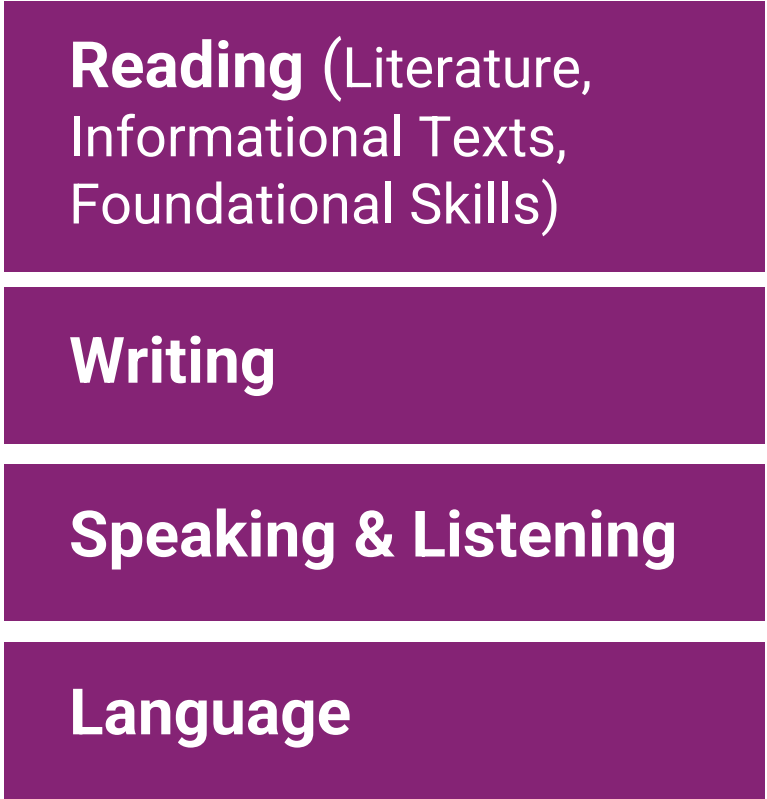 Reading (Literature,
Informational Texts,
Foundational Skills)
Writing
Speaking & Listening
Language